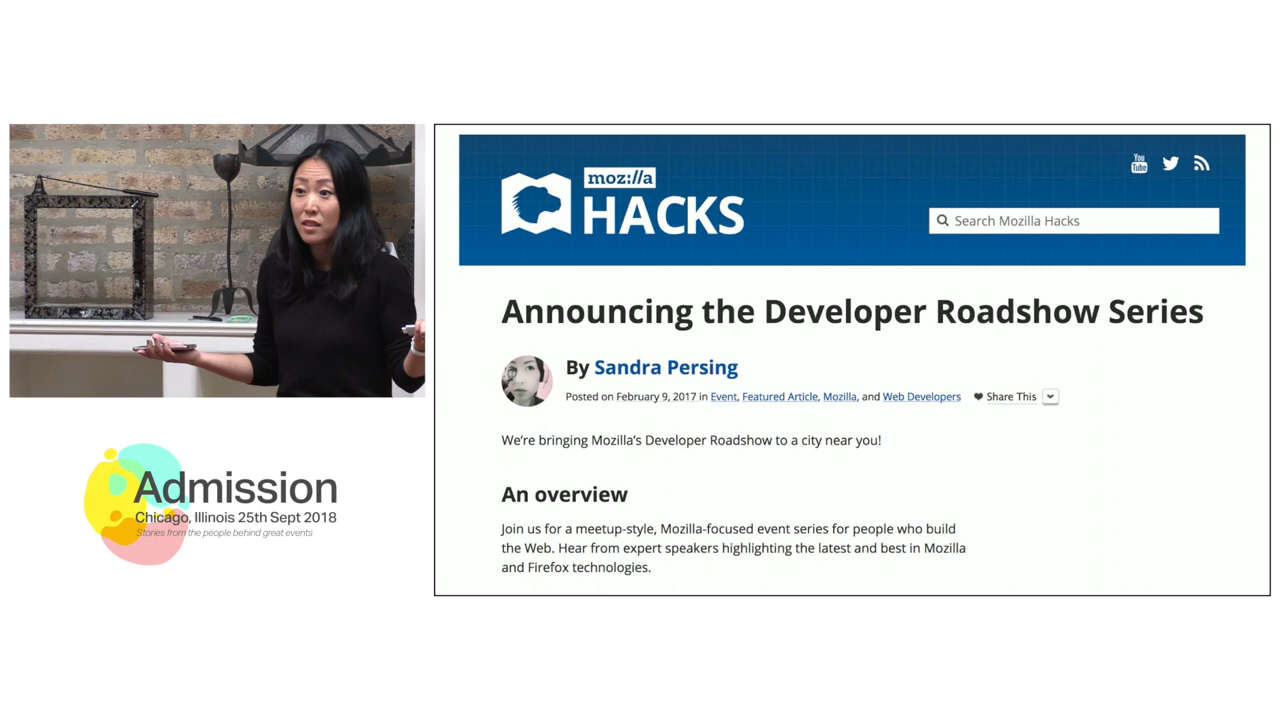 moz://a
HACKS
You
Tube
Search Mozilla Hacks
Announcing the Developer Roadshow Series
By Sandra Persing
Posted on February 9, 2017 in Event, Featured Article, Mozilla, and Web Developers Share This
We’re bringing Mozilla’s Developer Roadshow to a city near you!
An overview
Join us for a meetup-style, Mozilla-focused event series for people who build
the Web. Hear from expert speakers highlighting the latest and best in Mozilla
and Firefox technologies.
Admission
Chicago, Illinois 25th Sept 2018
Stories from the people behind great events